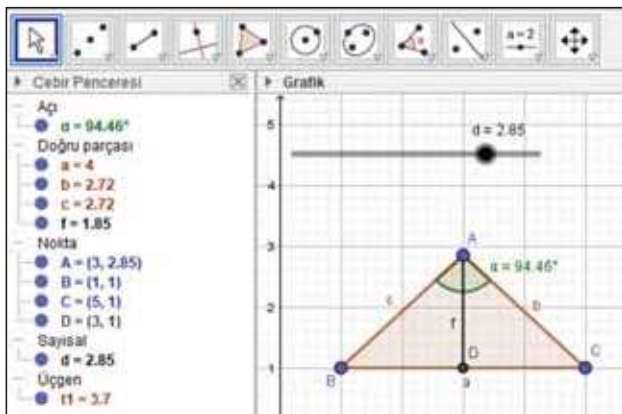 a = 2
Cebir Penceresi
Grafik
Açı
α = 94.46°
Doğru parçası
a = 4
b = 2.72
c = 2.72
f = 1.85
Nokta
A = (3, 2.85)
B = (1, 1)
C = (5, 1)
D = (3, 1)
Sayısal
d = 2.85
Üçgen
t1 = 3.7
5
d = 2.85
4
3
A
α = 94.46°
2
c
b
f
1
D
B
C
a